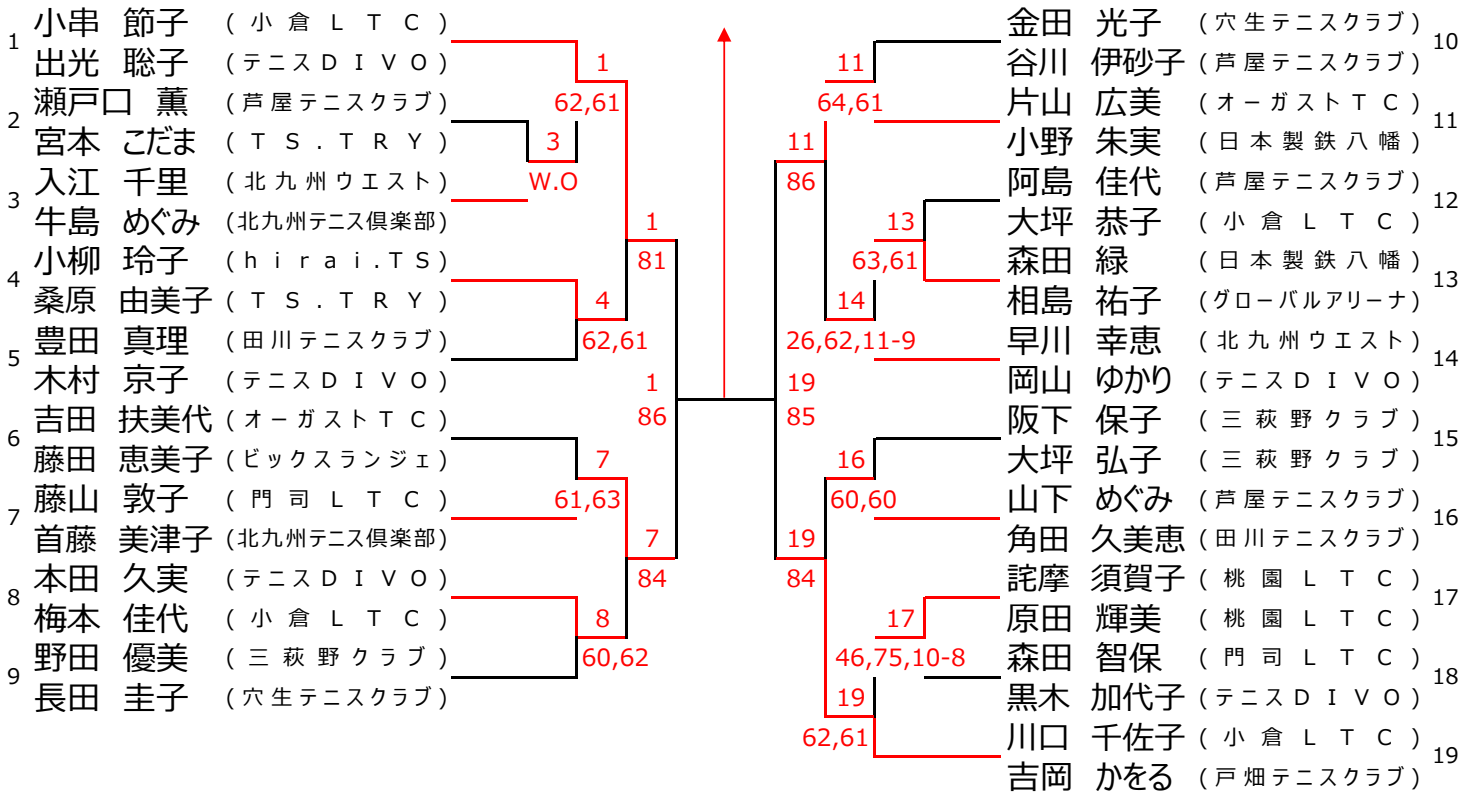 1
小串 節子 (小倉LTC)
出光 聡子 (テニスDIVO)
2
瀬戸口 薫 (芦屋テニスクラブ)
宮本 こだま (TS.TRY)
3
入江 千里 (北九州ウエスト)
牛島 めぐみ (北九州テニス倶楽部)
4
小柳 玲子 (hirai.TS)
桑原 由美子 (TS.TRY)
5
豊田 真理 (田川テニスクラブ)
木村 京子 (テニスDIVO)
6
吉田 扶美代 (オーガストTC)
藤田 恵美子 (ビックスランジェ)
7
藤山 敦子 (門司LTC)
首藤 美津子 (北九州テニス倶楽部)
8
本田 久実 (テニスDIVO)
梅本 佳代 (小倉LTC)
9
野田 優美 (三萩野クラブ)
長田 圭子 (穴生テニスクラブ)
1
62,61
3
W.O
1
81
4
62,61
1
86
7
61,63
7
84
8
60,62
11
64,61
11
86
13
63,61
14
26,62,11-9
19
85
16
60,60
19
84
17
46,75,10-8
19
62,61
金田 光子 (穴生テニスクラブ)
谷川 伊砂子 (芦屋テニスクラブ)
10
片山 広美 (オーガストTC)
小野 朱実 (日本製鉄八幡)
11
阿島 佳代 (芦屋テニスクラブ)
大坪 恭子 (小倉LTC)
12
森田 緑 (日本製鉄八幡)
相島 祐子 (グローバルアリーナ)
13
早川 幸恵 (北九州ウエスト)
岡山 ゆかり (テニスDIVO)
14
阪下 保子 (三萩野クラブ)
大坪 弘子 (三萩野クラブ)
15
山下 めぐみ (芦屋テニスクラブ)
角田 久美恵 (田川テニスクラブ)
16
詫摩 須賀子 (桃園LTC)
原田 輝美 (桃園LTC)
17
森田 智保 (門司LTC)
黒木 加代子 (テニスDIVO)
18
川口 千佐子 (小倉LTC)
吉岡 かをる (戸畑テニスクラブ)
19